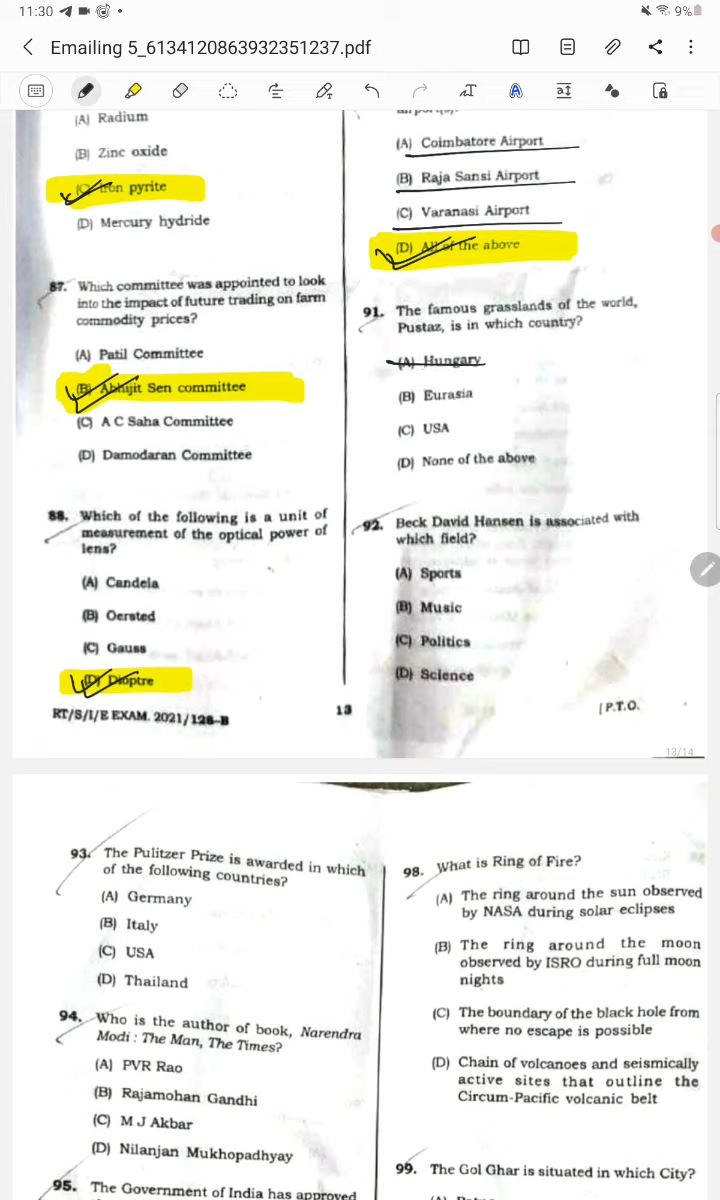 11:30
9%
Emailing 5_6134120863932351237.pdf
(A) Radium
(B) Zinc oxide
(C) Iron pyrite
(D) Mercury hydride
87. Which committee was appointed to look
into the impact of future trading on farm
commodity prices?
(A) Patil Committee
(B) Abhijit Sen committee
(C) A C Saha Committee
(D) Damodaran Committee
88. Which of the following is a unit of
measurement of the optical power of
lens?
(A) Candela
(B) Oersted
(C) Gauss
(D) Dioptre
RT/S/I/E EXAM. 2021/128-B
13
(A) Coimbatore Airport
(B) Raja Sansi Airport
(C) Varanasi Airport
(D) All of the above
91. The famous grasslands of the world,
Pustaz, is in which country?
(A) Hungary
(B) Eurasia
(C) USA
(D) None of the above
92. Beck David Hansen is associated with
which field?
(A) Sports
(B) Music
(C) Politics
(D) Science
[P.T.O.
13/14
93. The Pulitzer Prize is awarded in which
of the following countries?
(A) Germany
(B) Italy
(C) USA
(D) Thailand
94. Who is the author of book, Narendra
Modi : The Man, The Times?
(A) PVR Rao
(B) Rajamohan Gandhi
(C) M J Akbar
(D) Nilanjan Mukhopadhyay
95. The Government of India has approved
98. What is Ring of Fire?
(A) The ring around the sun observed
by NASA during solar eclipses
(B) The ring around the moon
observed by ISRO during full moon
nights
(C) The boundary of the black hole from
where no escape is possible
(D) Chain of volcanoes and seismically
active sites that outline the
Circum-Pacific volcanic belt
99. The Gol Ghar is situated in which City?